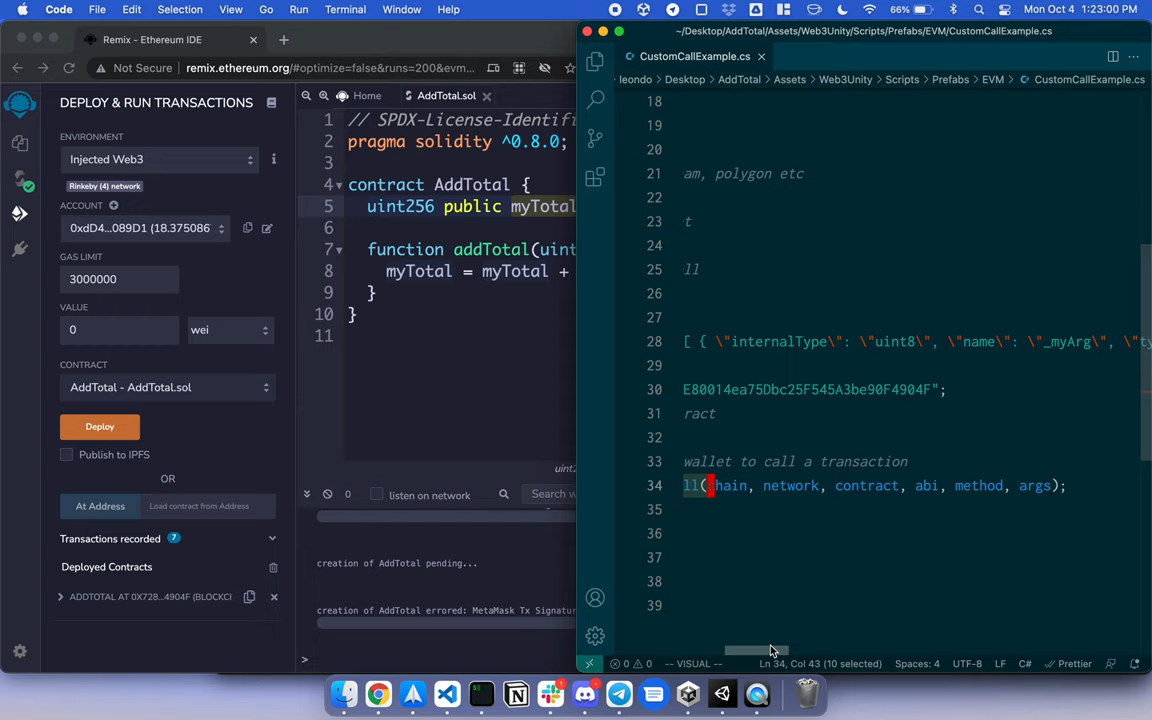 Code File Edit Selection View Go Run Terminal Window Help 66% Mon Oct 4 1:23:00 PM
Remix - Ethereum IDE
Not Secure remix.ethereum.org/#optimize=false&runs=200&evm...
DEPLOY & RUN TRANSACTIONS
ENVIRONMENT
Injected Web3
Rinkeby (4) network
ACCOUNT
0xdD4...089D1 (18.375086
GAS LIMIT
3000000
VALUE
0 wei
CONTRACT
AddTotal - AddTotal.sol
Deploy
Publish to IPFS
OR
At Address Load contract from Address
Transactions recorded 7
Deployed Contracts
ADDTOTAL AT 0X728...4904F (BLOCKCI
Home AddTotal.sol
1 // SPDX-License-Identif
2 pragma solidity ^0.8.0;
3
4 contract AddTotal {
5 uint256 public myTotal
6
7 function addTotal(uint
8 myTotal = myTotal +
9 }
10 }
11
uint
0 listen on network Search w
creation of AddTotal pending...
creation of AddTotal errored: MetaMask Tx Signatur
>
~/Desktop/AddTotal/Assets/Web3Unity/Scripts/Prefabs/EVM/CustomCallExample.cs
CustomCallExample.cs
leondo > Desktop > AddTotal > Assets > Web3Unity > Scripts > Prefabs > EVM > CustomCallExample.cs
18
19
20
21 am, polygon etc
22
23 t
24
25 ll
26
27
28 [ { \"internalType\": \"uint8\", \"name\": \"_myArg\", \"ty
29
30 E80014ea75Dbc25F545A3be90F4904F";
31 ract
32
33 wallet to call a transaction
34 ll(chain, network, contract, abi, method, args);
35
36
37
38
39
0 0 -- VISUAL -- Ln 34, Col 43 (10 selected) Spaces: 4 UTF-8 LF C# Prettier
1